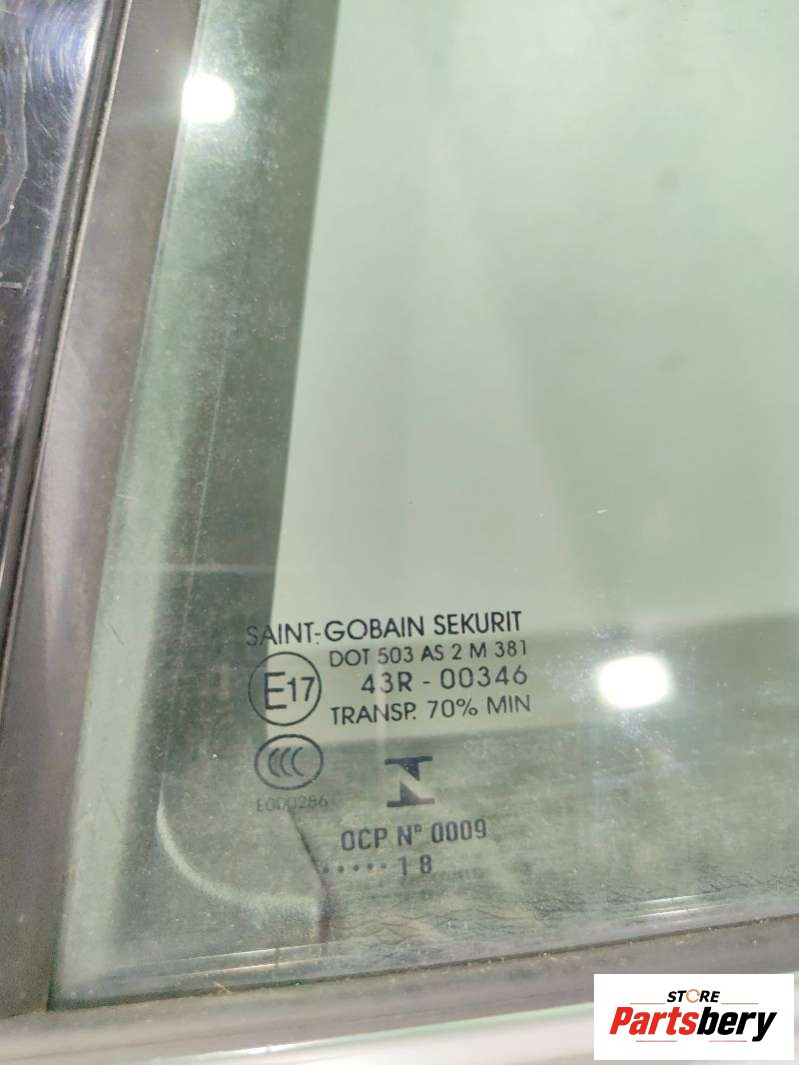 SAINT-GOBAIN SEKURIT
DOT 503 AS 2 M 381
E17
43R - 00346
TRANSP. 70% MIN
CCC
E000286
OCP Nº 0009
•••••18
STORE
Partsbery